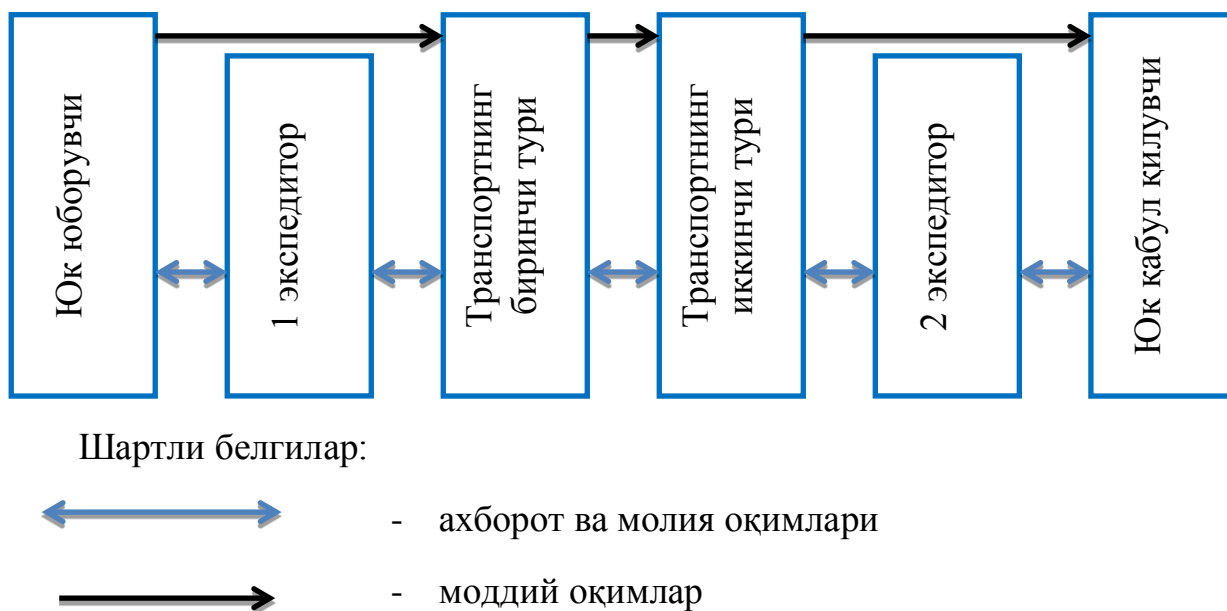 Юк юборувчи
1 экспедитор
Транспортнинг
биринчи тури
Транспортнинг
иккинчи тури
2 экспедитор
Юк қабул қилувчи
Шартли белгилар:
- ахборот ва молия оқимлари
- моддий оқимлар